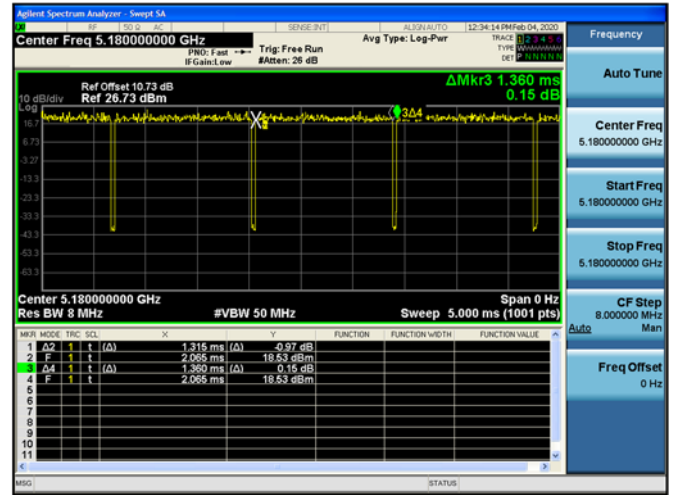 Agilent Spectrum Analyzer - Swept SA
RF 50 Ω AC SENSE:INT ALIGN AUTO 12:34:14 PM Feb 04, 2020
Center Freq 5.180000000 GHz
PNO: Fast
IFGain:Low
Trig: Free Run
#Atten: 26 dB
Avg Type: Log-Pwr
TRACE 1 2 3 4 5 6
TYPE W
DET P N N N N N
Ref Offset 10.73 dB
10 dB/div Ref 26.73 dBm
ΔMkr3 1.360 ms
0.15 dB
Log
16.7
6.73
-3.27
-13.3
-23.3
-33.3
-43.3
-53.3
-63.3
3Δ4
Center 5.180000000 GHz Span 0 Hz
Res BW 8 MHz #VBW 50 MHz Sweep 5.000 ms (1001 pts)
MKR MODE TRC SCL X Y FUNCTION FUNCTION WIDTH FUNCTION VALUE
1 Δ2 1 t (Δ) 1.315 ms (Δ) -0.97 dB
2 F 1 t 2.065 ms 18.53 dBm
3 Δ4 1 t (Δ) 1.360 ms (Δ) 0.15 dB
4 F 1 t 2.065 ms 18.53 dBm
5
6
7
8
9
10
11
MSG STATUS
Frequency
Auto Tune
Center Freq
5.180000000 GHz
Start Freq
5.180000000 GHz
Stop Freq
5.180000000 GHz
CF Step
8.000000 MHz
Auto Man
Freq Offset
0 Hz